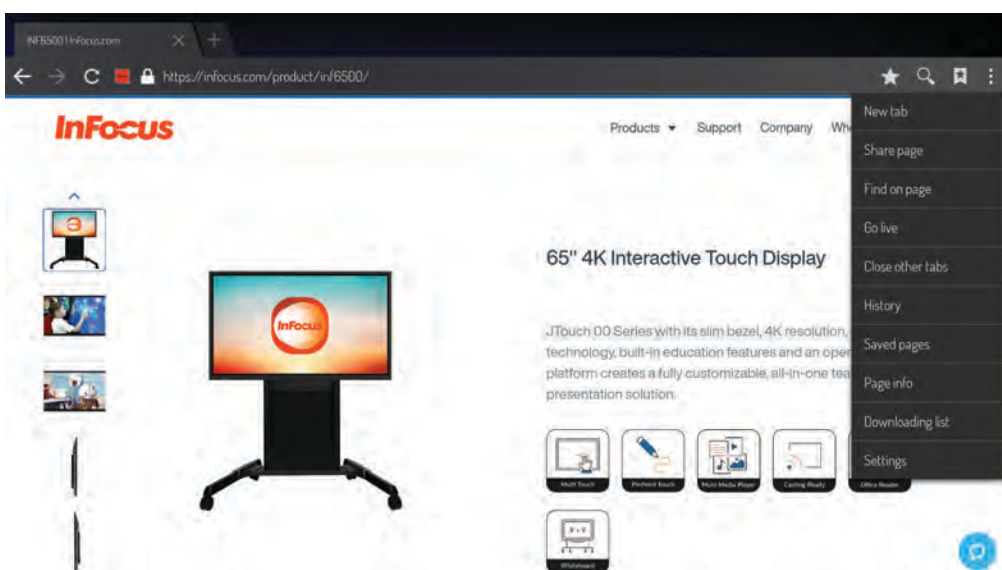 INF6500 | InFocus.com
https://infocus.com/product/inf6500/
InFocus
Products Support Company Wh
New tab
Share page
Find on page
Go live
Close other tabs
History
Saved pages
Page info
Downloading list
Settings
65" 4K Interactive Touch Display
InFocus
JTouch 00 Series with its slim bezel, 4K resolution,
technology, built-in education features and an oper
platform creates a fully customizable, all-in-one tea
presentation solution.
Multi Touch
PenPoint Touch
Multi Media Player
Casting Ready
Office Reader
Whiteboard